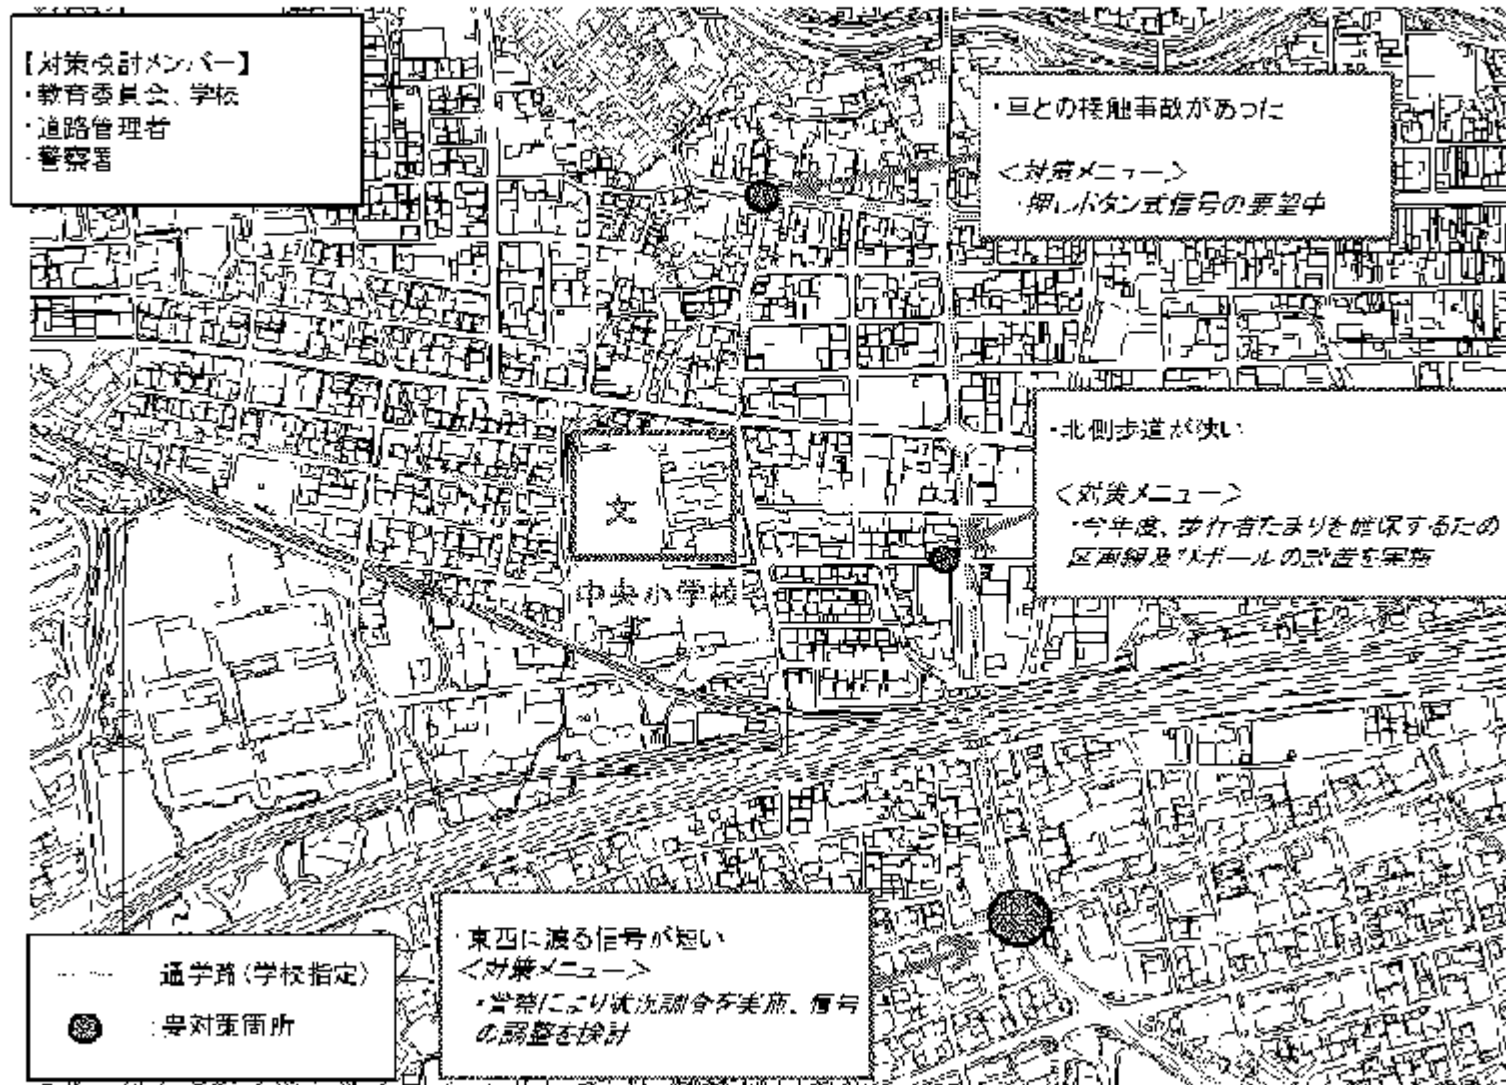 【対策検討メンバー】
・教育委員会、学校
・道路管理者
・警察署
・車との接触事故があった
＜対策メニュー＞
・押しボタン式信号の要望中
・北側歩道が狭い
＜対策メニュー＞
・今年度、歩行者たまりを確保するための
区画線及びポールの設置を実施
文
中央小学校
・東西に渡る信号が短い
＜対策メニュー＞
・警察により状況調査を実施、信号
の調整を検討
通学路（学校指定）
：要対策箇所